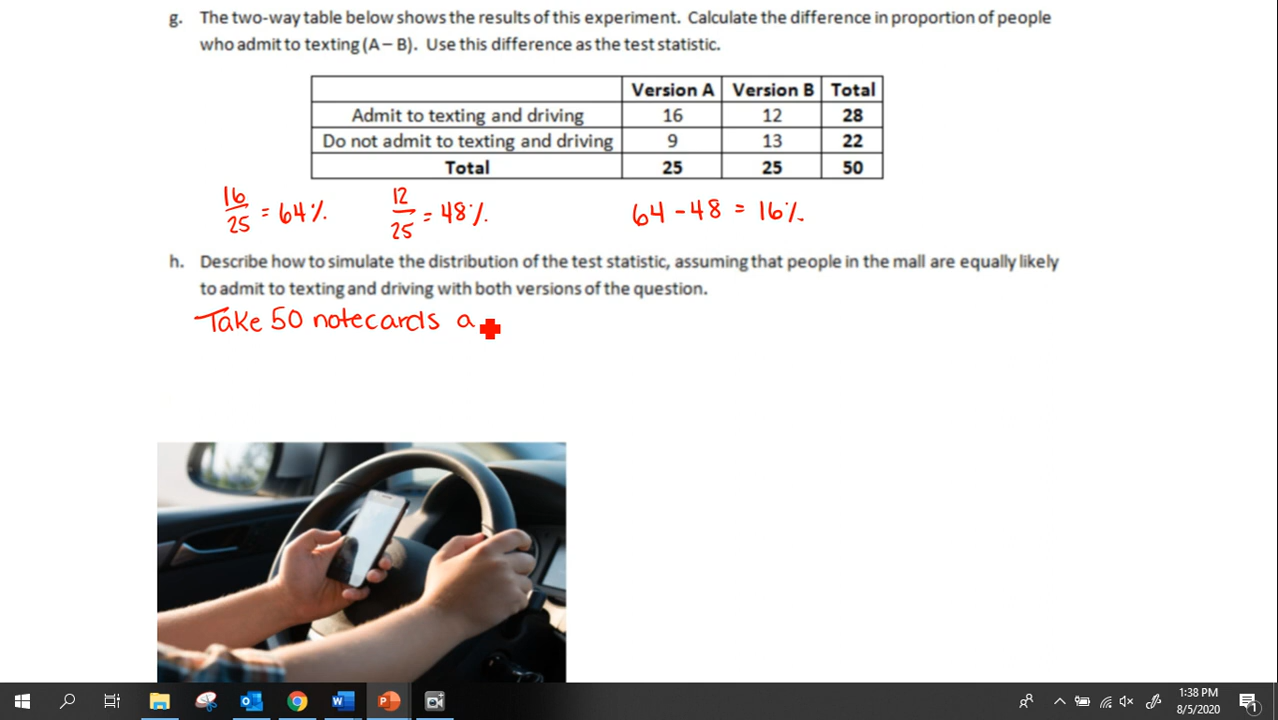 g. The two-way table below shows the results of this experiment. Calculate the difference in proportion of people
who admit to texting (A – B). Use this difference as the test statistic.
Version A Version B Total
Admit to texting and driving 16 12 28
Do not admit to texting and driving 9 13 22
Total 25 25 50
16/25 = 64% 12/25 = 48% 64 - 48 = 16%
h. Describe how to simulate the distribution of the test statistic, assuming that people in the mall are equally likely
to admit to texting and driving with both versions of the question.
Take 50 notecards a
1:38 PM
8/5/2020